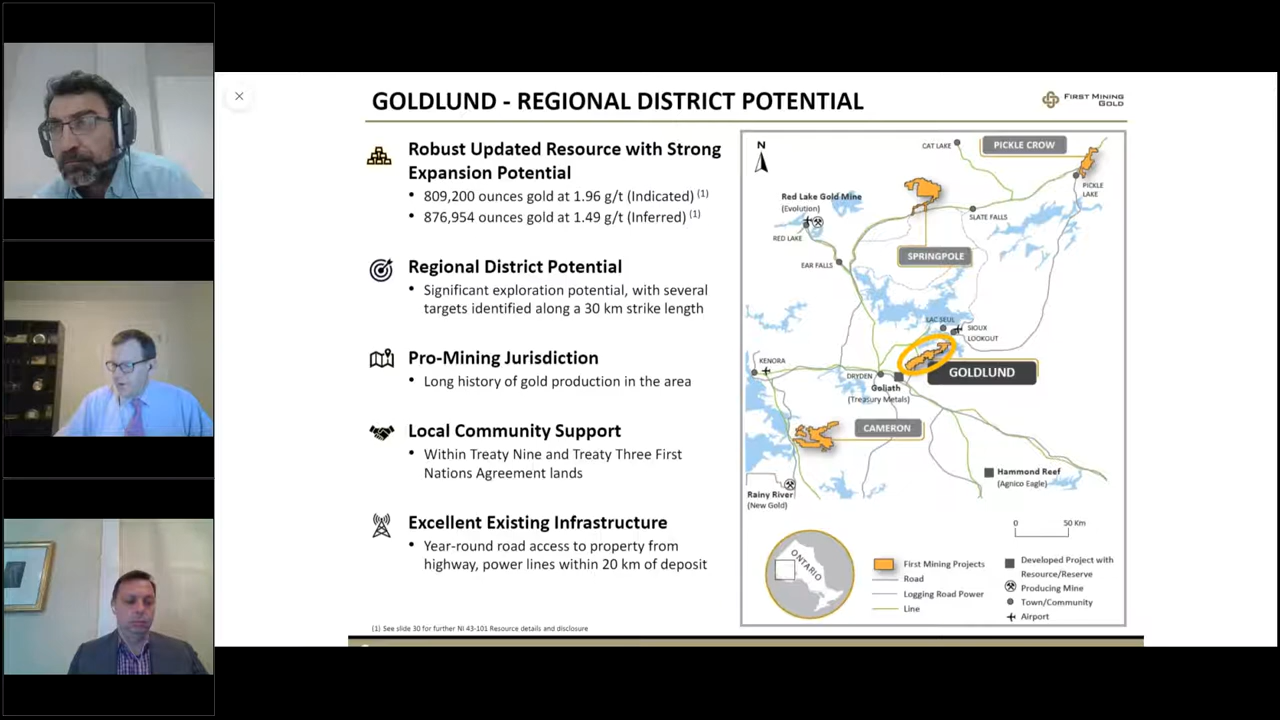 GOLDLUND - REGIONAL DISTRICT POTENTIAL
FIRST MINING
GOLD
Robust Updated Resource with Strong
Expansion Potential
• 809,200 ounces gold at 1.96 g/t (Indicated) (1)
• 876,954 ounces gold at 1.49 g/t (Inferred) (1)
Regional District Potential
• Significant exploration potential, with several
targets identified along a 30 km strike length
Pro-Mining Jurisdiction
• Long history of gold production in the area
Local Community Support
• Within Treaty Nine and Treaty Three First
Nations Agreement lands
Excellent Existing Infrastructure
• Year-round road access to property from
highway, power lines within 20 km of deposit
(1) See slide 30 for further NI 43-101 Resource details and disclosure
N
CAT LAKE
PICKLE CROW
PICKLE
LAKE
Red Lake Gold Mine
(Evolution)
RED LAKE
SLATE FALLS
EAR FALLS
SPRINGPOLE
LAC SEUL
SIOUX
LOOKOUT
KENORA
DRYDEN
GOLDLUND
Goliath
(Treasury Metals)
CAMERON
Hammond Reef
(Agnico Eagle)
Rainy River
(New Gold)
0 50 Km
ONTARIO
First Mining Projects
Road
Logging Road Power
Line
Developed Project with
Resource/Reserve
Producing Mine
Town/Community
Airport